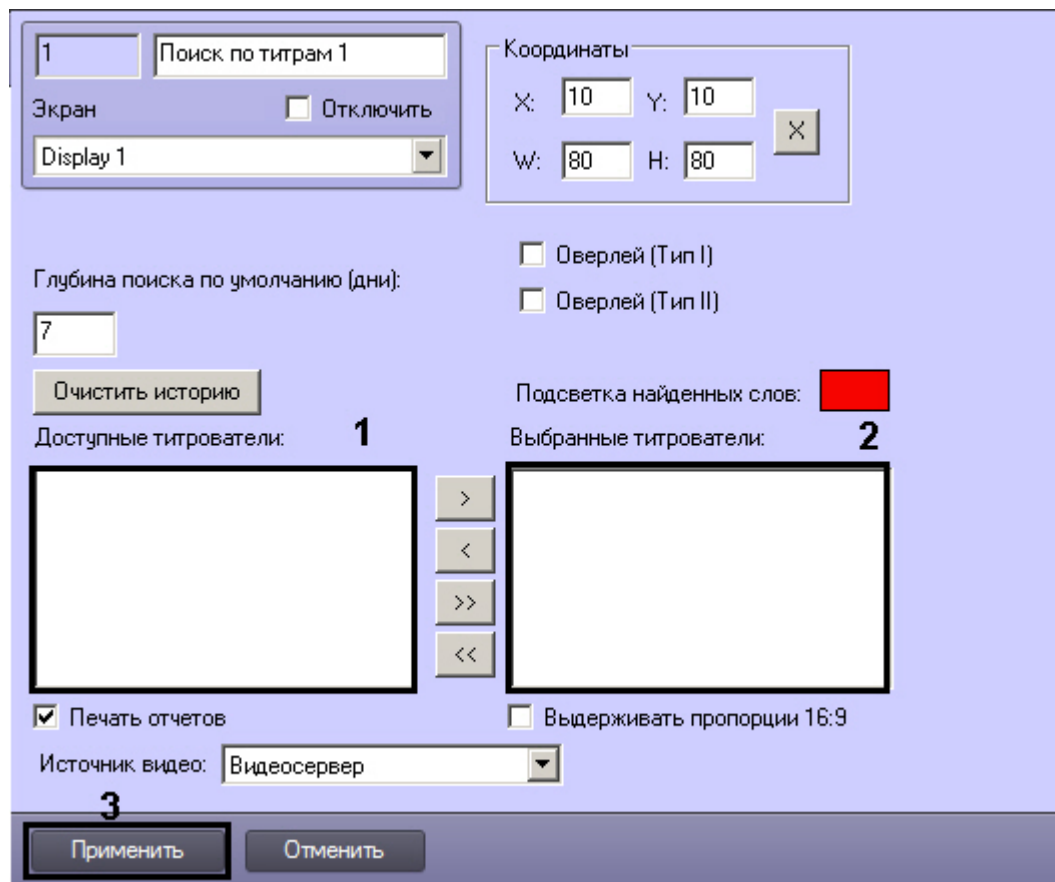 1 Поиск по титрам 1
Экран Отключить
Display 1
Координаты
X: 10 Y: 10 X
W: 80 H: 80
Оверлей (Тип I)
Глубина поиска по умолчанию (дни):
Оверлей (Тип II)
7
Очистить историю Подсветка найденных слов:
Доступные титрователи: 1 Выбранные титрователи: 2
>
<
>>
<<
Печать отчетов Выдерживать пропорции 16:9
Источник видео: Видеосервер
3
Применить Отменить